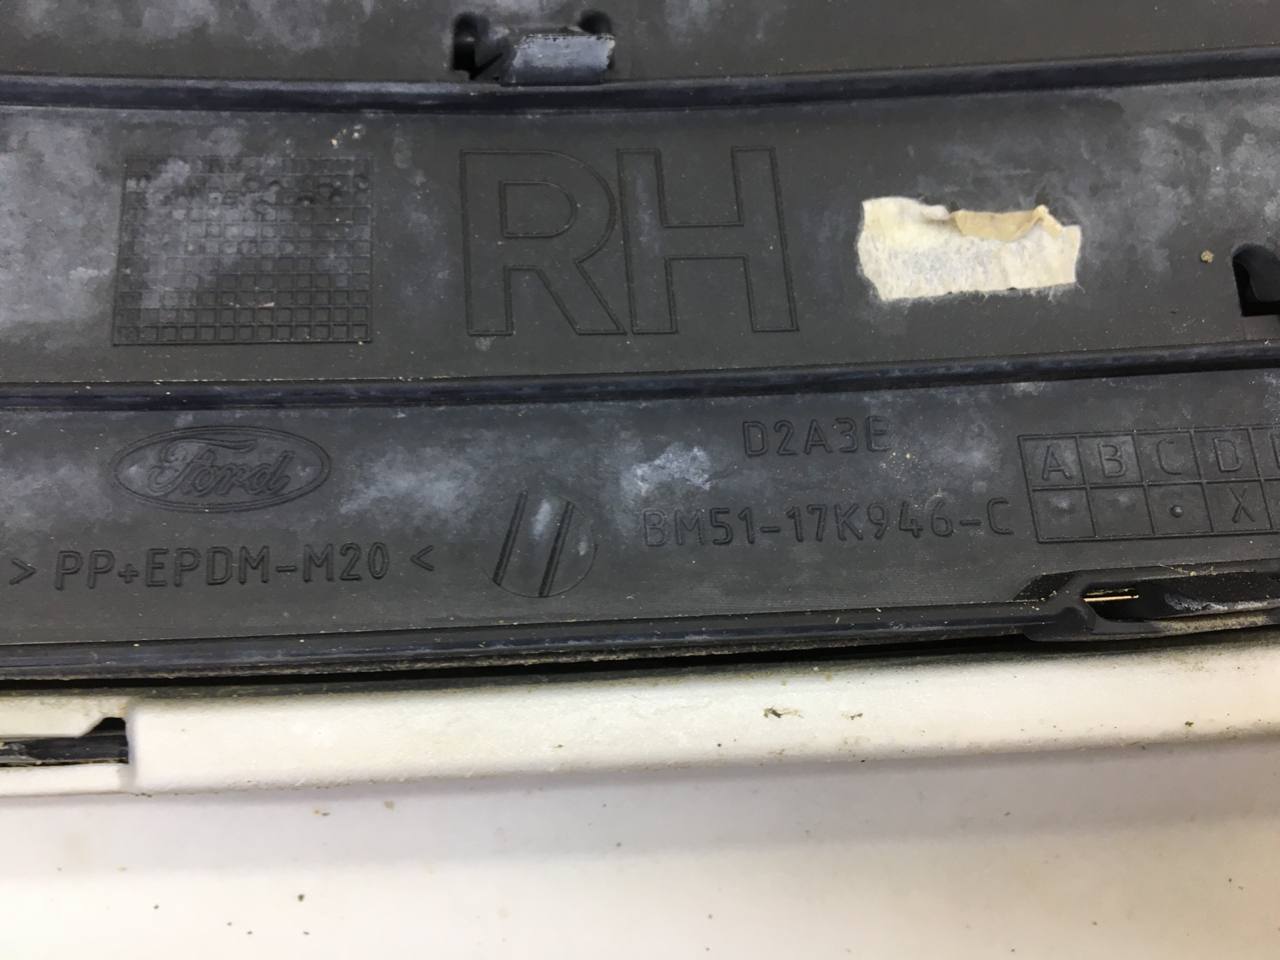 RH
Ford
D2A3E
BM51-17K946-C
> PP+EPDM-M20 <
A B C D
. . . X